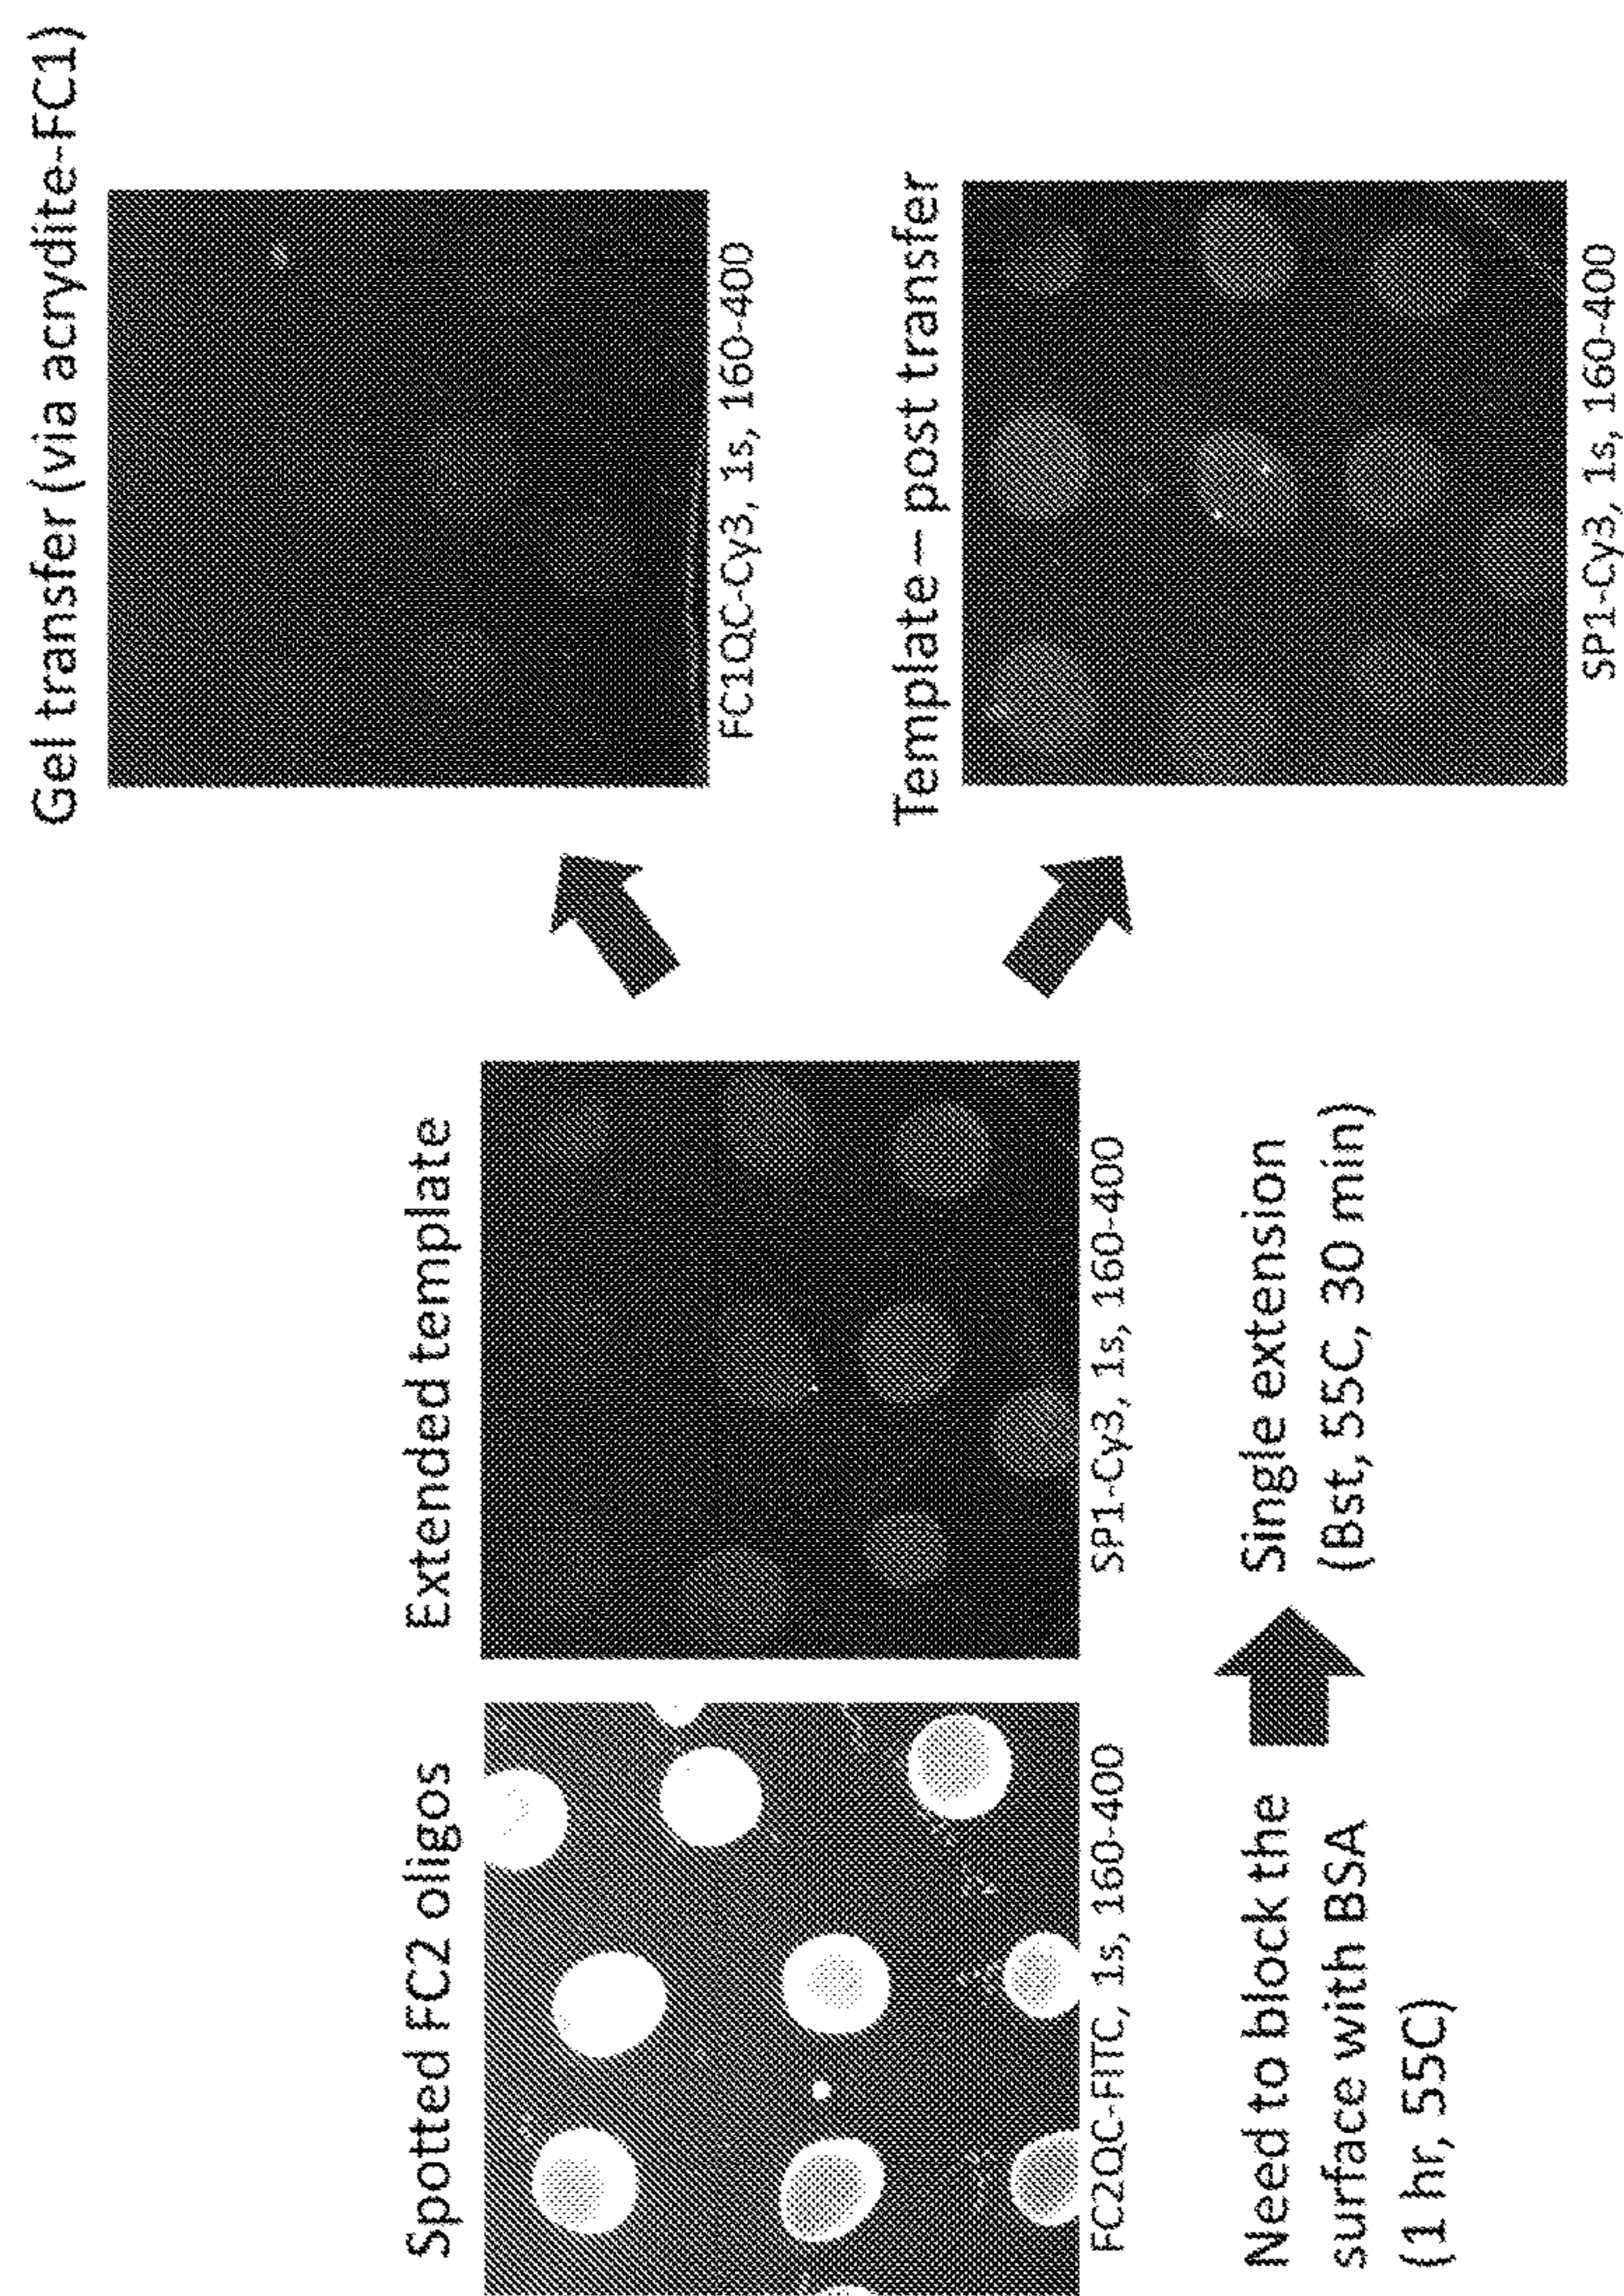 Spotted FC2 oligos
FC2QC-FITC, 1s, 160-400
Need to block the
surface with BSA
(1 hr, 55C)
Extended template
SP1-Cy3, 1s, 160-400
Single extension
(Bst, 55C, 30 min)
Gel transfer (via acrydite-FC1)
FC1QC-Cy3, 1s, 160-400
Template – post transfer
SP1-Cy3, 1s, 160-400